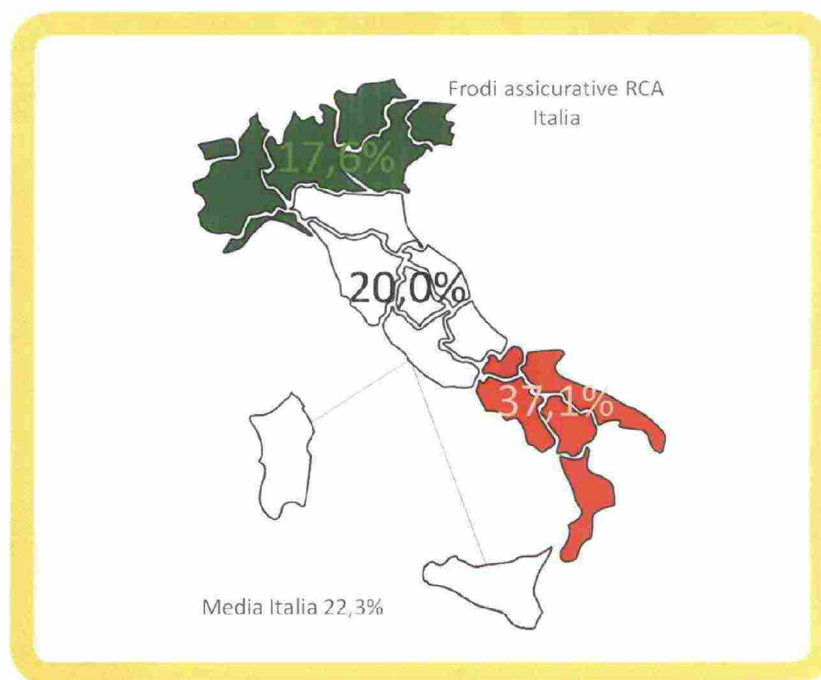 Frodi assicurative RCA
Italia
17,6%
20,0%
37,1%
Media Italia 22,3%